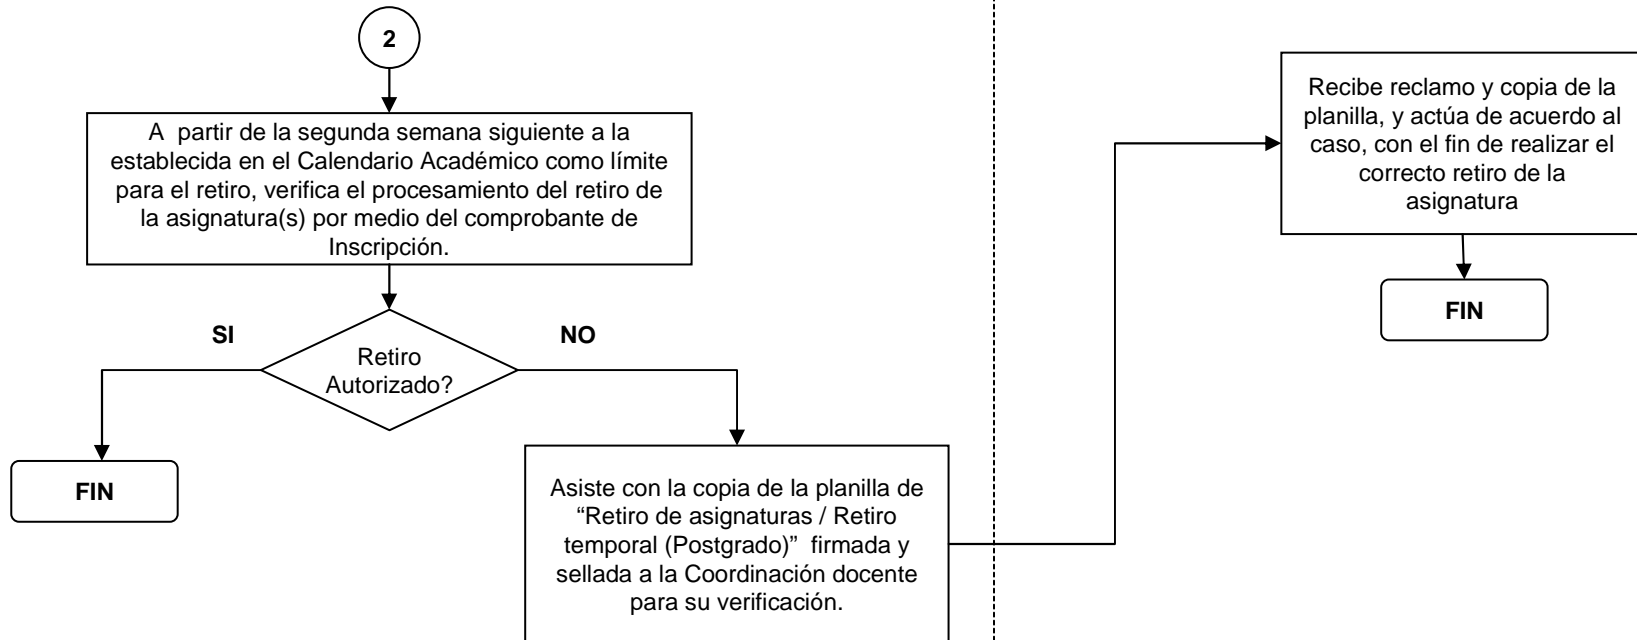 2
A partir de la segunda semana siguiente a la
establecida en el Calendario Académico como límite
para el retiro, verifica el procesamiento del retiro de
la asignatura(s) por medio del comprobante de
Inscripción.
SI
NO
Retiro
Autorizado?
FIN
Asiste con la copia de la planilla de
“Retiro de asignaturas / Retiro
temporal (Postgrado)” firmada y
sellada a la Coordinación docente
para su verificación.
Recibe reclamo y copia de la
planilla, y actúa de acuerdo al
caso, con el fin de realizar el
correcto retiro de la
asignatura
FIN